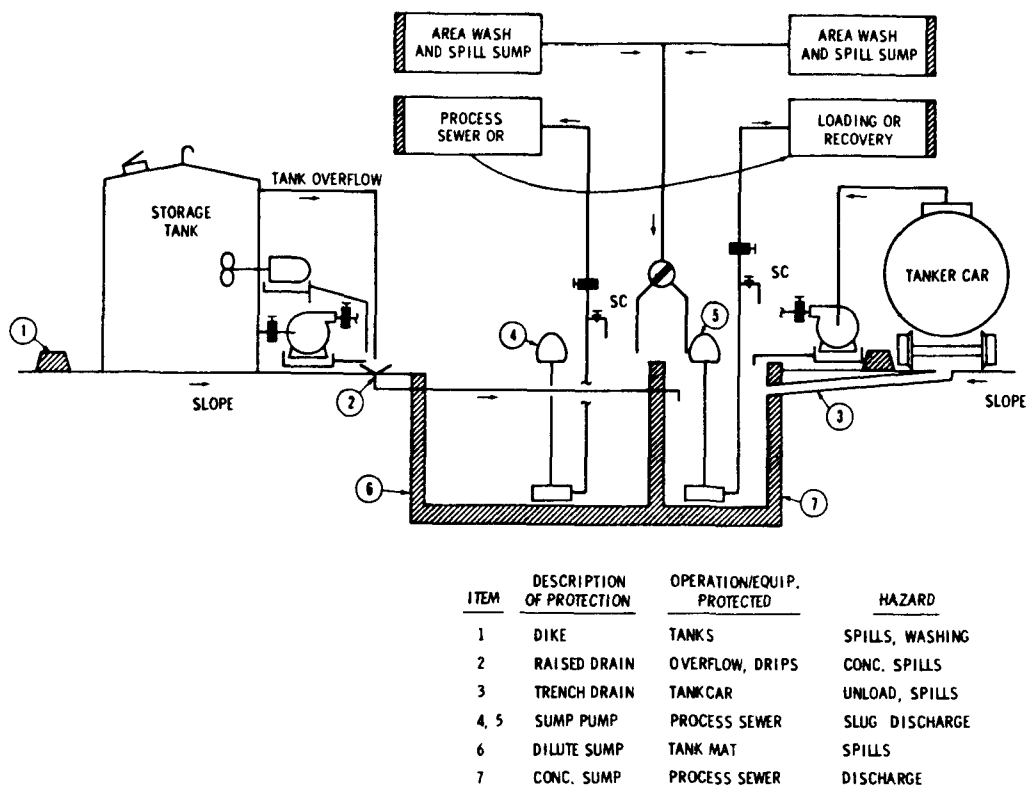 AREA WASH
AND SPILL SUMP
AREA WASH
AND SPILL SUMP
PROCESS
SEWER OR
LOADING OR
RECOVERY
TANK OVERFLOW
STORAGE
TANK
TANKER CAR
SC
SC
1
4
5
2
3
SLOPE
SLOPE
6
7
ITEM DESCRIPTION OF PROTECTION OPERATION/EQUIP. PROTECTED HAZARD
1 DIKE TANKS SPILLS, WASHING
2 RAISED DRAIN OVERFLOW, DRIPS CONC. SPILLS
3 TRENCH DRAIN TANKCAR UNLOAD, SPILLS
4, 5 SUMP PUMP PROCESS SEWER SLUG DISCHARGE
6 DILUTE SUMP TANK MAT SPILLS
7 CONC. SUMP PROCESS SEWER DISCHARGE